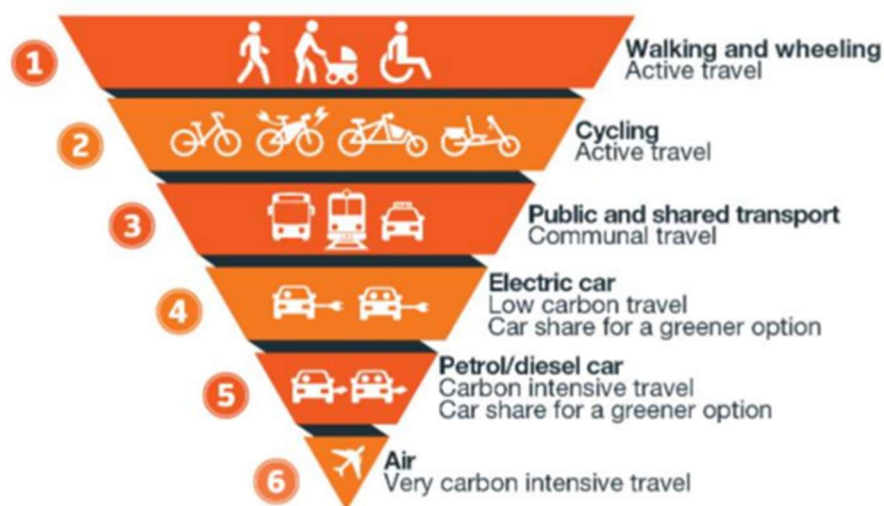 1
Walking and wheeling
Active travel
2
Cycling
Active travel
3
Public and shared transport
Communal travel
4
Electric car
Low carbon travel
Car share for a greener option
5
Petrol/diesel car
Carbon intensive travel
Car share for a greener option
6
Air
Very carbon intensive travel